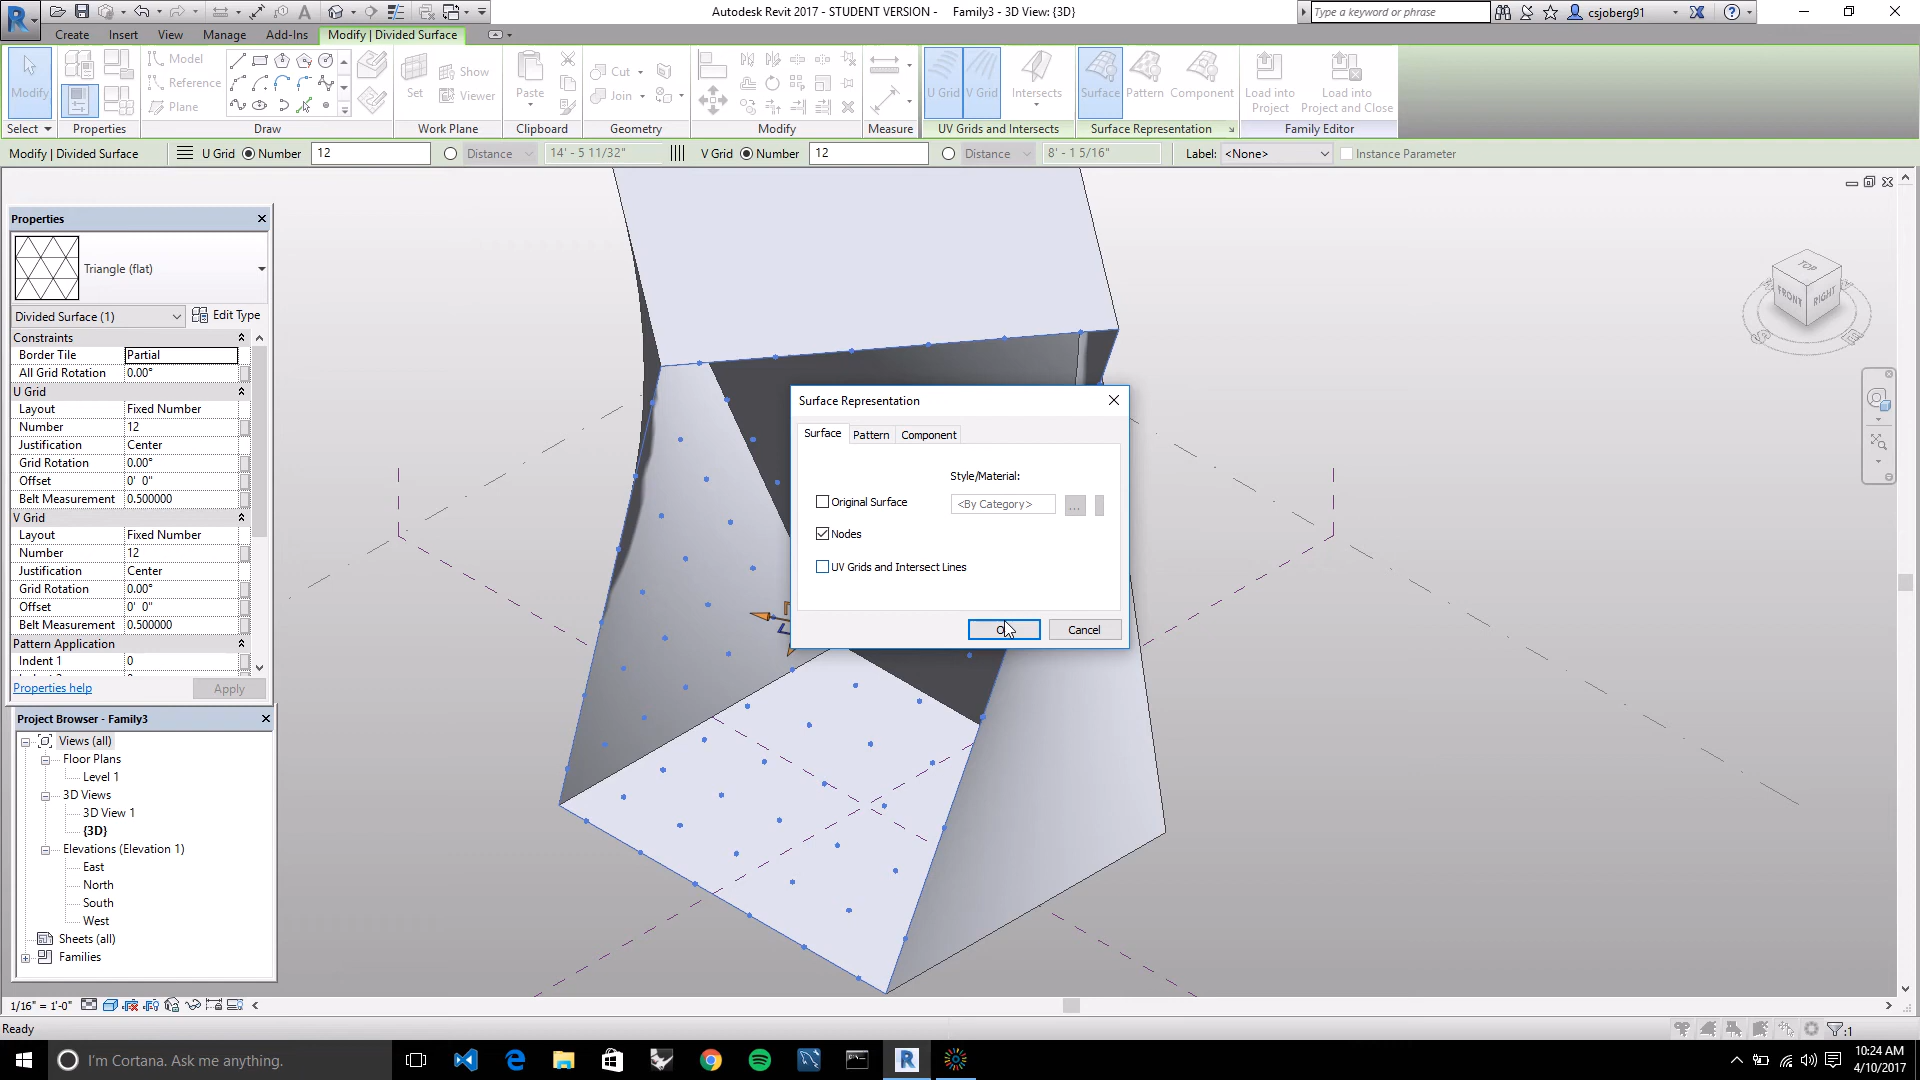 Autodesk Revit 2017 - STUDENT VERSION -    Family3 - 3D View: {3D}
Type a keyword or phrase
csjoberg91
Create Insert View Manage Add-Ins Modify | Divided Surface
Modify
Model
Reference
Plane
Set
Show
Viewer
Paste
Cut
Join
U Grid
V Grid
Intersects
Surface
Pattern
Component
Load into
Project
Load into
Project and Close
Select Properties Draw Work Plane Clipboard Geometry Modify Measure UV Grids and Intersects Surface Representation Family Editor
Modify | Divided Surface U Grid Number 12 Distance 14' - 5 11/32" V Grid Number 12 Distance 8' - 1 5/16" Label: <None> Instance Parameter
Properties
Triangle (flat)
Divided Surface (1) Edit Type
Constraints
Border Tile Partial
All Grid Rotation 0.00°
U Grid
Layout Fixed Number
Number 12
Justification Center
Grid Rotation 0.00°
Offset 0' 0"
Belt Measurement 0.500000
V Grid
Layout Fixed Number
Number 12
Justification Center
Grid Rotation 0.00°
Offset 0' 0"
Belt Measurement 0.500000
Pattern Application
Indent 1 0
Properties help Apply
Project Browser - Family3
Views (all)
Floor Plans
Level 1
3D Views
3D View 1
{3D}
Elevations (Elevation 1)
East
North
South
West
Sheets (all)
Families
Surface Representation
Surface Pattern Component
Style/Material:
Original Surface <By Category> ...
Nodes
UV Grids and Intersect Lines
Cancel
TOP
FRONT
RIGHT
1/16" = 1'-0"
Ready
:1
I'm Cortana. Ask me anything.
10:24 AM
4/10/2017